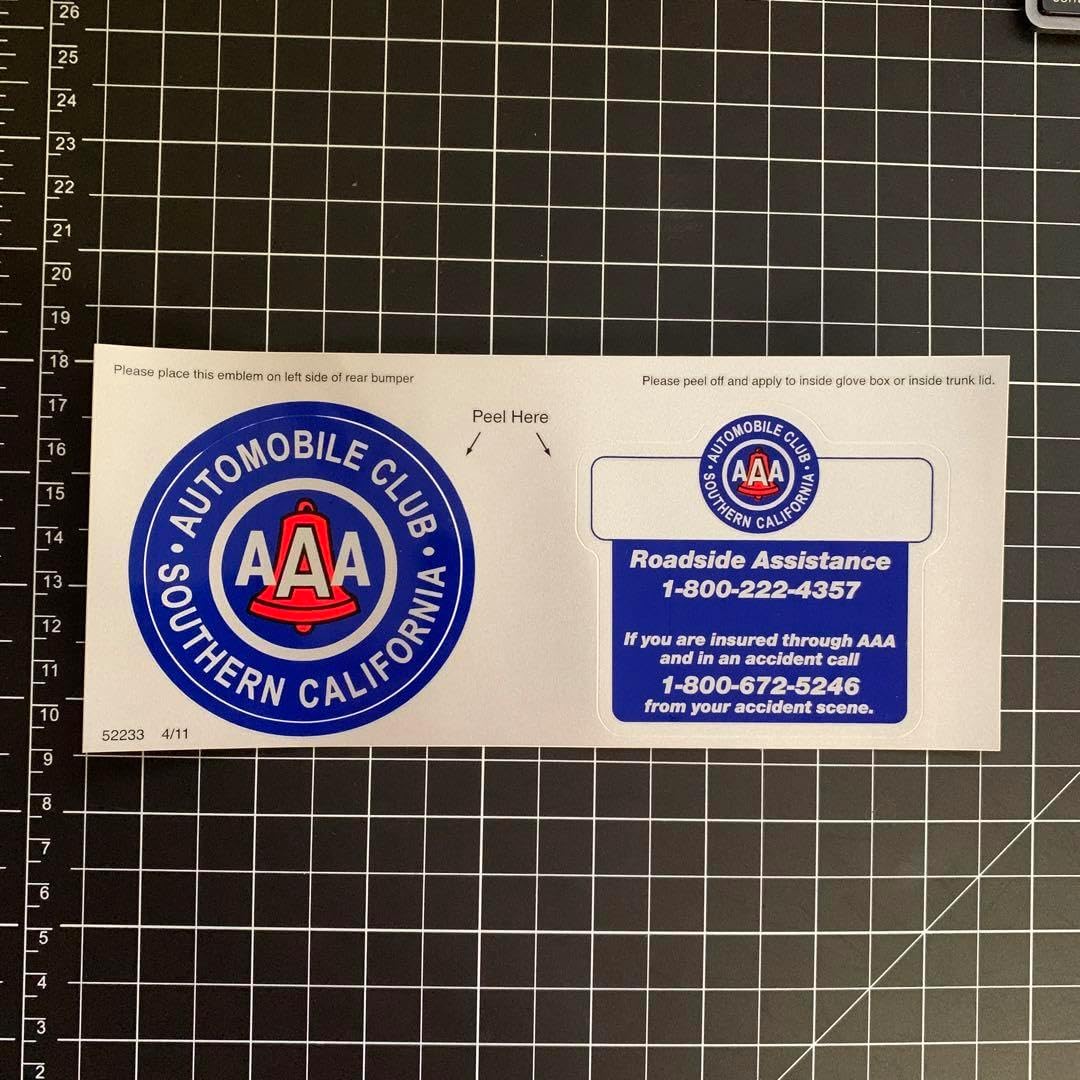 26
25
24
23
22
21
20
19
18
17
16
15
14
13
12
11
10
9
8
7
6
5
4
3
2
Please place this emblem on left side of rear bumper
Please peel off and apply to inside glove box or inside trunk lid.
Peel Here
• AUTOMOBILE CLUB •
AAA
SOUTHERN CALIFORNIA
52233 4/11
• AUTOMOBILE CLUB •
AAA
SOUTHERN CALIFORNIA
Roadside Assistance
1-800-222-4357
If you are insured through AAA
and in an accident call
1-800-672-5246
from your accident scene.